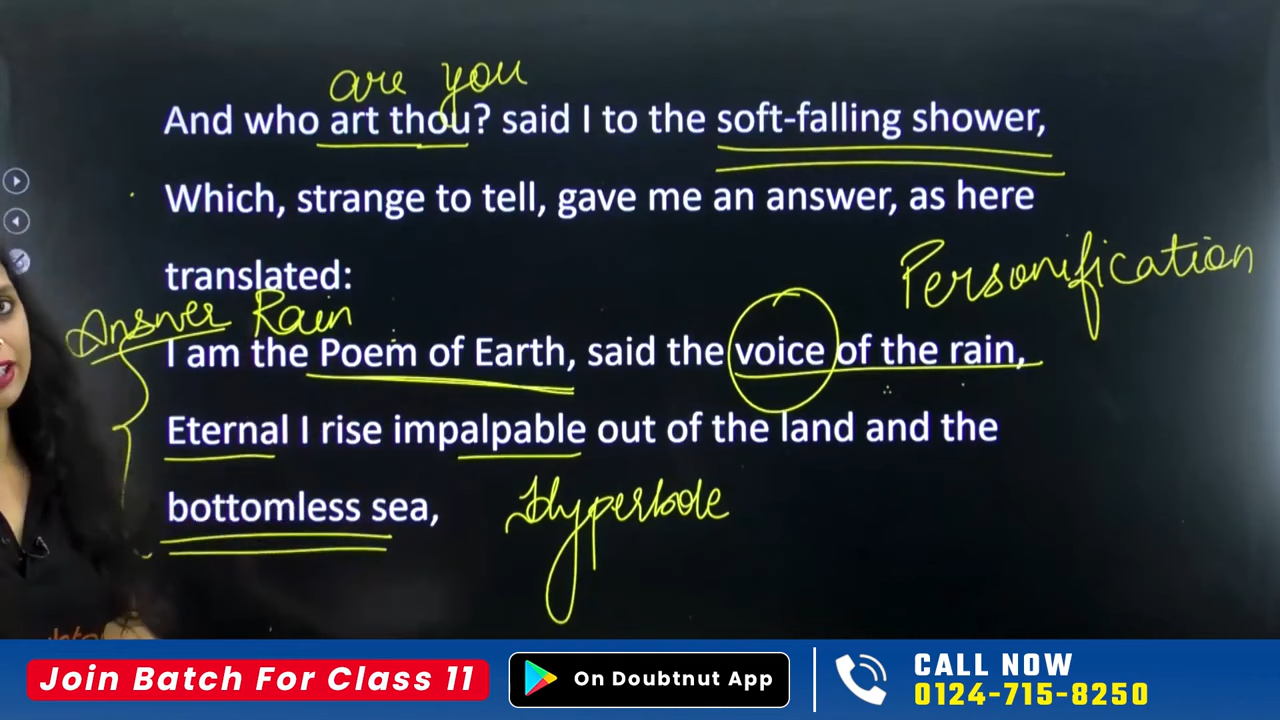 are you
And who art thou? said I to the soft-falling shower,
Which, strange to tell, gave me an answer, as here
translated:
Personification
Answer Rain
I am the Poem of Earth, said the voice of the rain,
Eternal I rise impalpable out of the land and the
bottomless sea,
Hyperbole
Join Batch For Class 11
On Doubtnut App
CALL NOW
0124-715-8250